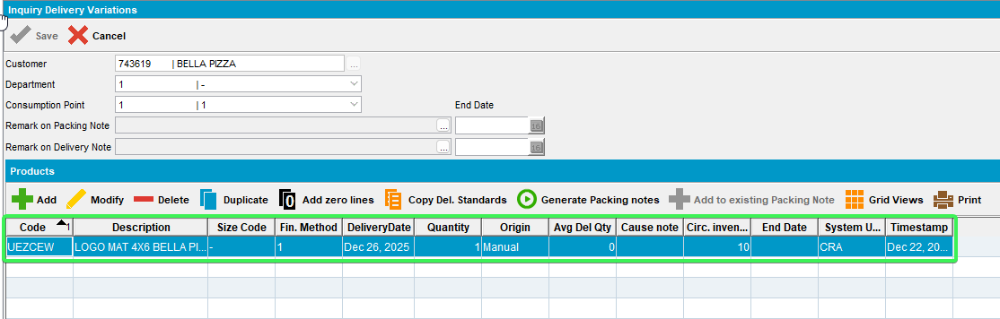 Inquiry Delivery Variations
Save Cancel
Customer 743619 | BELLA PIZZA ...
Department 1 | -
Consumption Point 1 | 1 End Date
Remark on Packing Note ... 16
Remark on Delivery Note ... 16
Products
Add Modify Delete Duplicate 0 Add zero lines Copy Del. Standards Generate Packing notes Add to existing Packing Note Grid Views Print
Code 1 Description Size Code Fin. Method DeliveryDate Quantity Origin Avg Del Qty Cause note Circ. inven... End Date System U... Timestamp
UEZCEW LOGO MAT 4X6 BELLA PI... - 1 Dec 26, 2025 1 Manual 0 10 CRA Dec 22, 20...